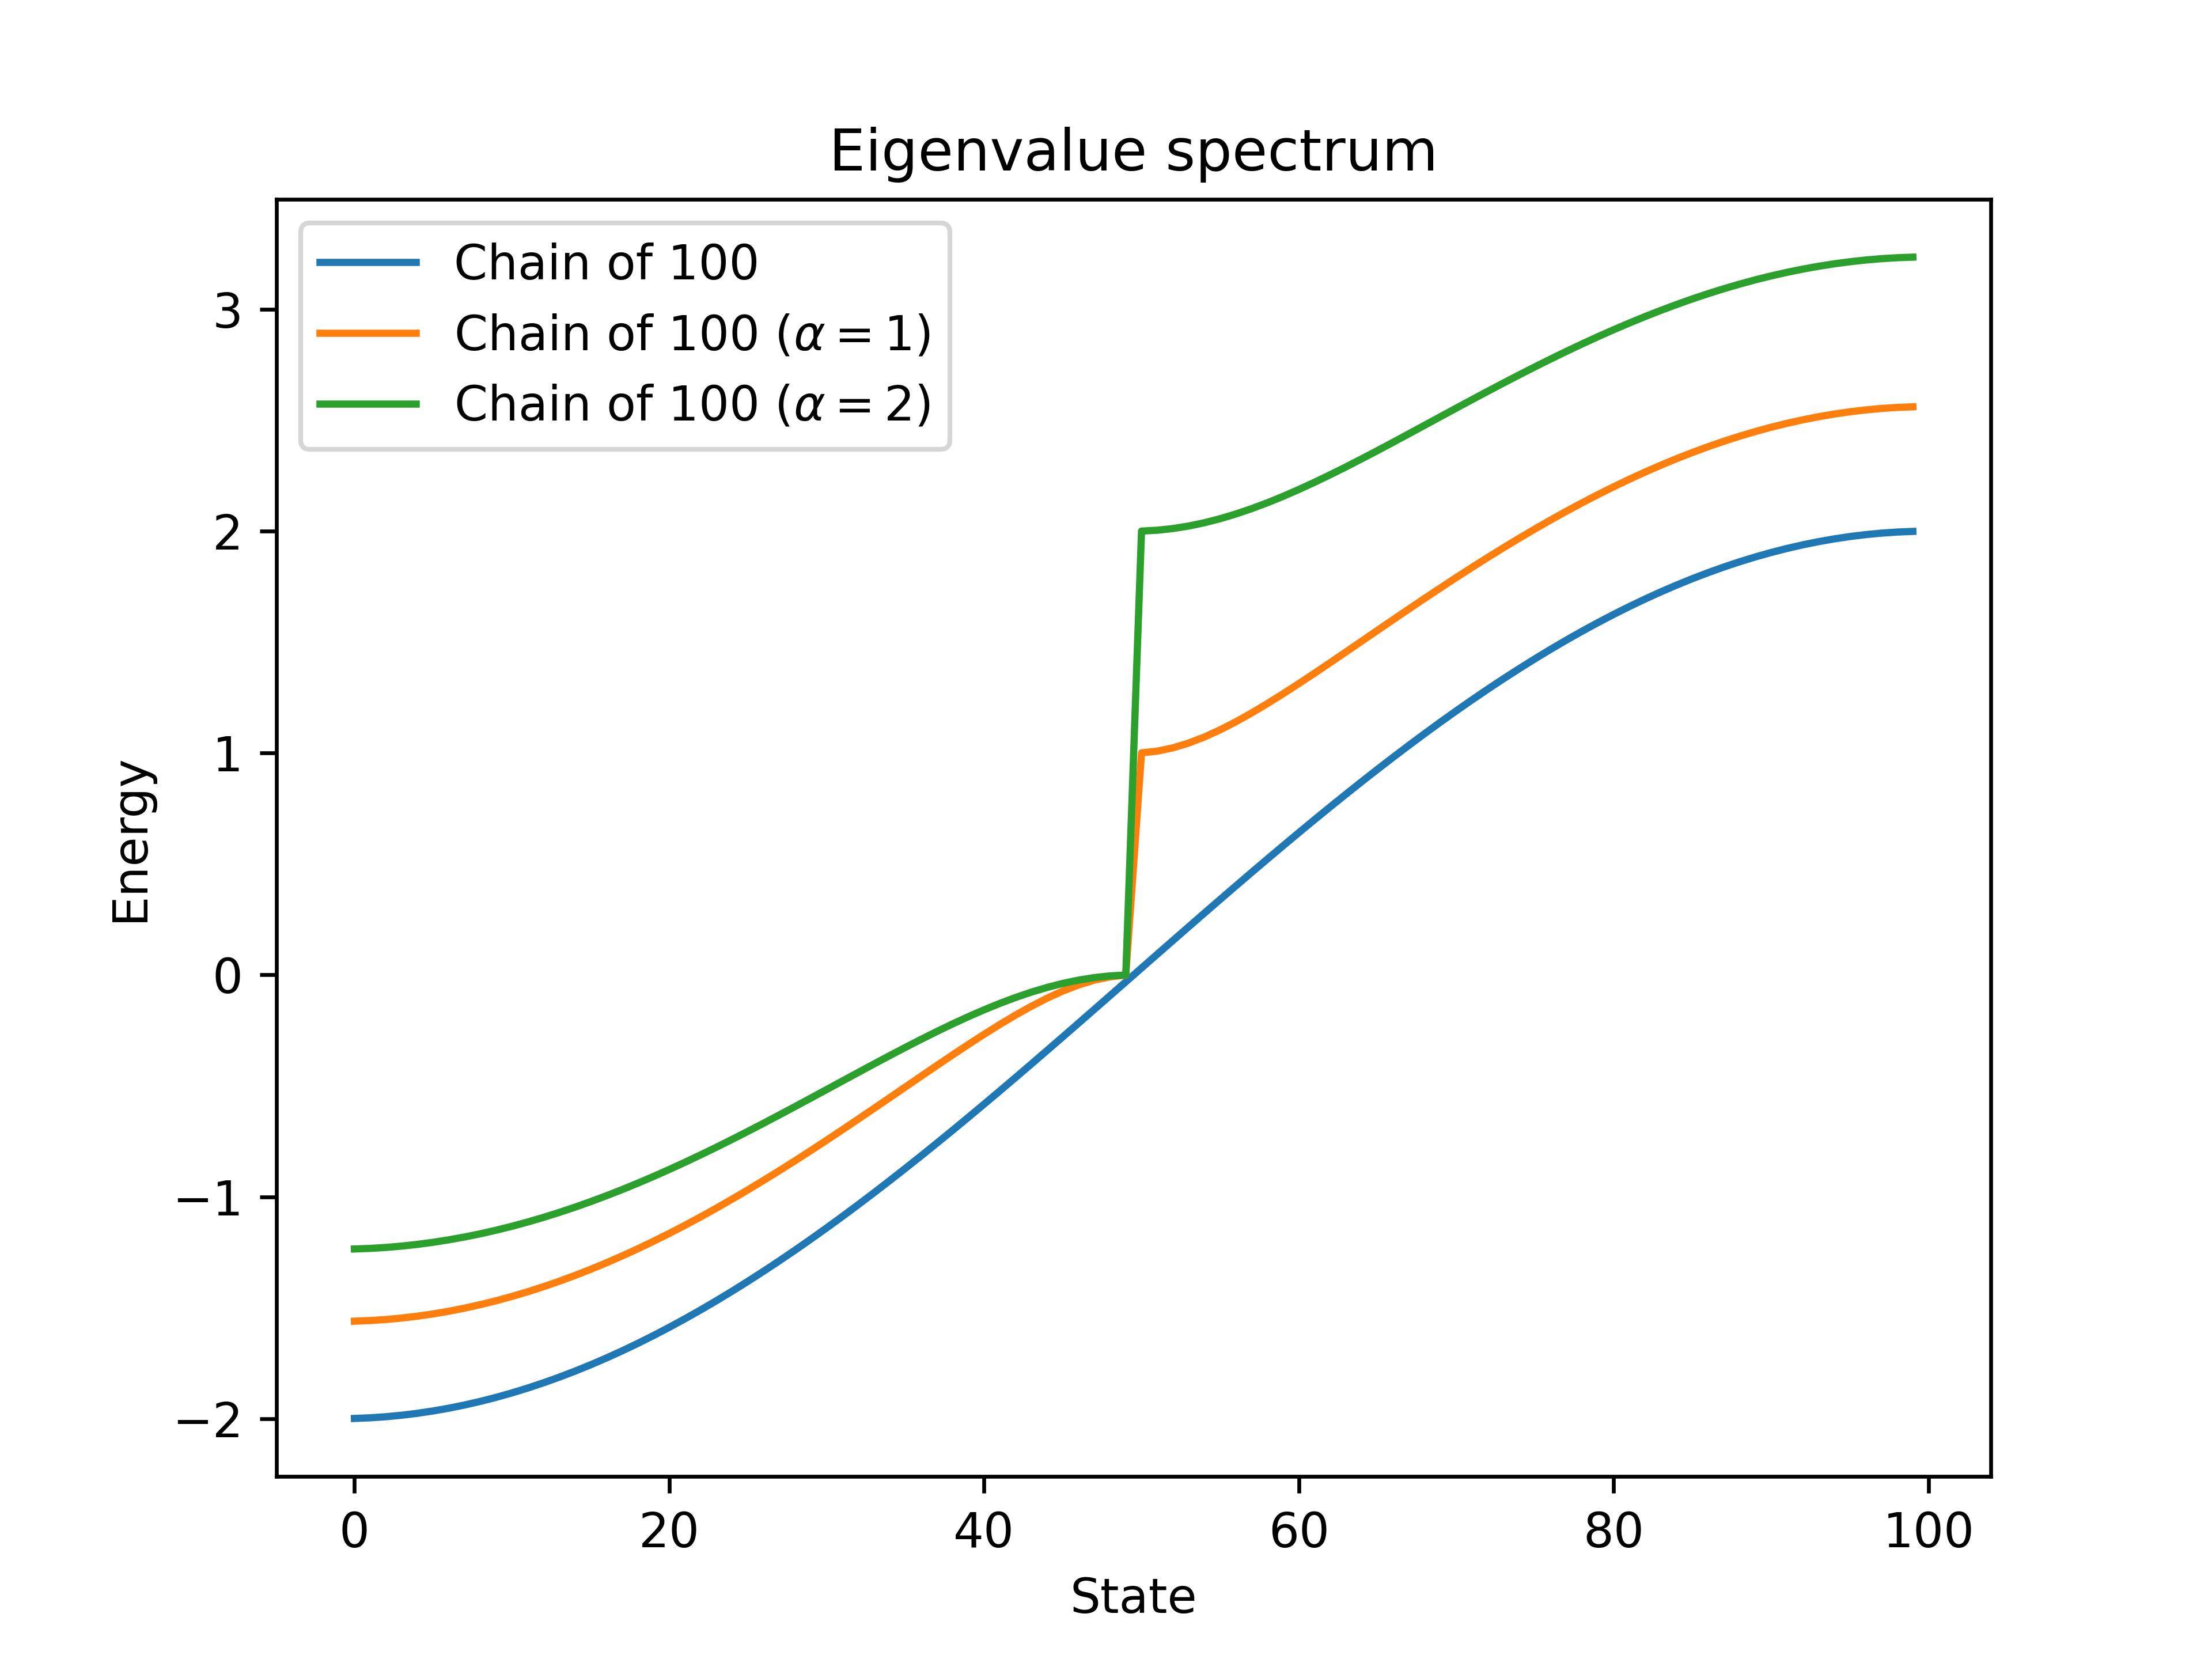 Eigenvalue spectrum
Chain of 100
Chain of 100 (α = 1)
Chain of 100 (α = 2)
3
2
1
0
−1
−2
Energy
0 20 40 60 80 100
State